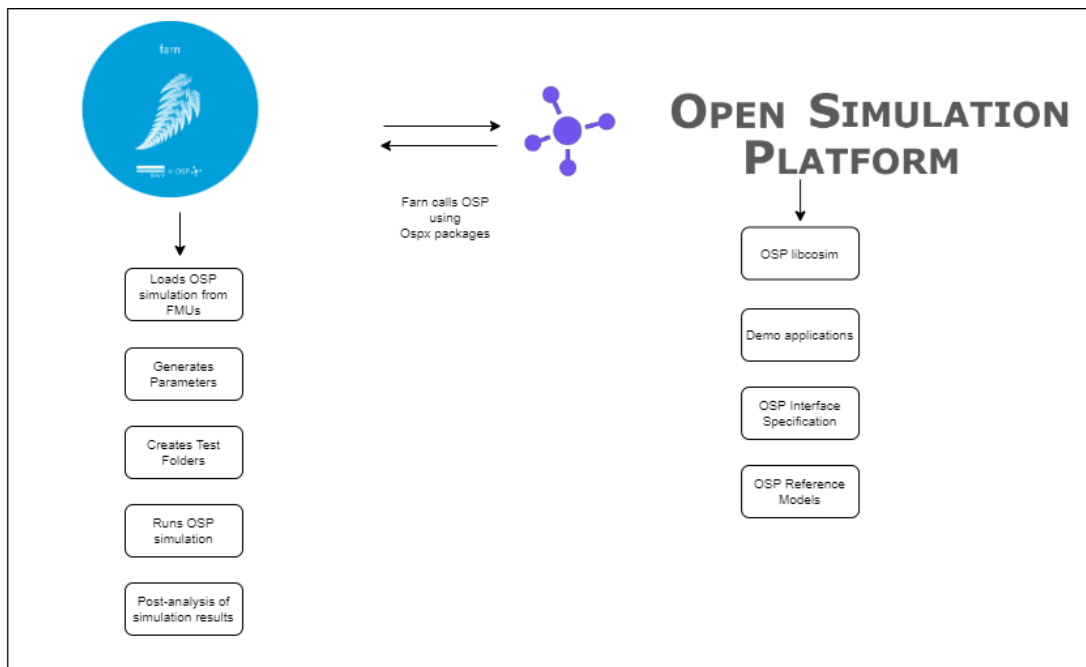 farn
OSP
OPEN SIMULATION
PLATFORM
Farn calls OSP
using
Ospx packages
Loads OSP
simulation from
FMUs
Generates
Parameters
Creates Test
Folders
Runs OSP
simulation
Post-analysis of
simulation results
OSP libcosim
Demo applications
OSP Interface
Specification
OSP Reference
Models